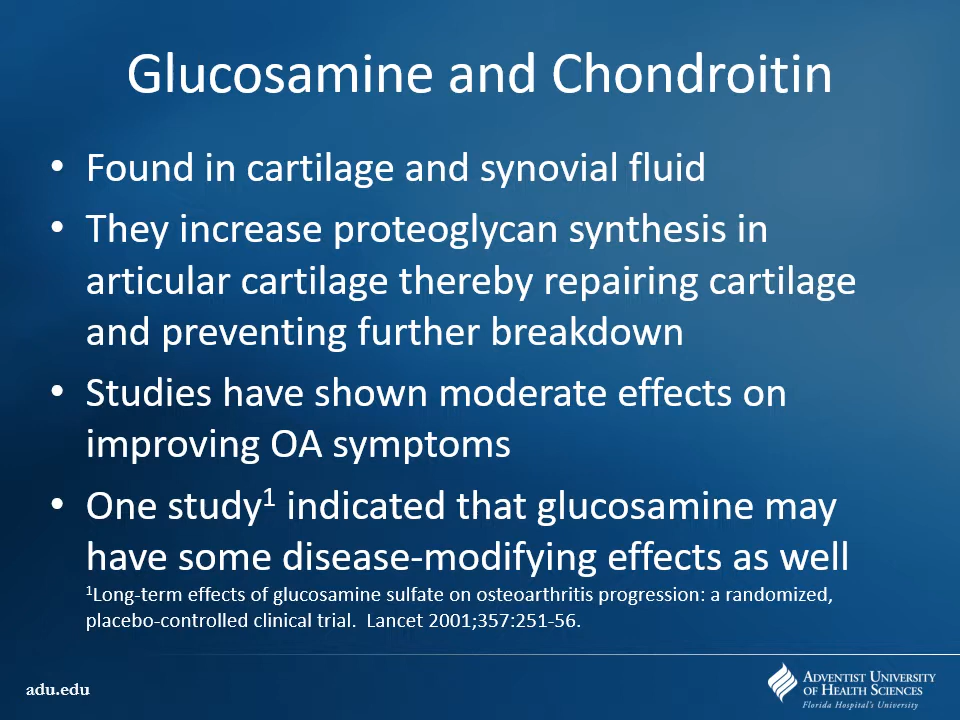 Glucosamine and Chondroitin
• Found in cartilage and synovial fluid
• They increase proteoglycan synthesis in
articular cartilage thereby repairing cartilage
and preventing further breakdown
• Studies have shown moderate effects on
improving OA symptoms
• One study¹ indicated that glucosamine may
have some disease-modifying effects as well
¹Long-term effects of glucosamine sulfate on osteoarthritis progression: a randomized,
placebo-controlled clinical trial. Lancet 2001;357:251-56.
adu.edu
Adventist University
of Health Sciences
Florida Hospital's University